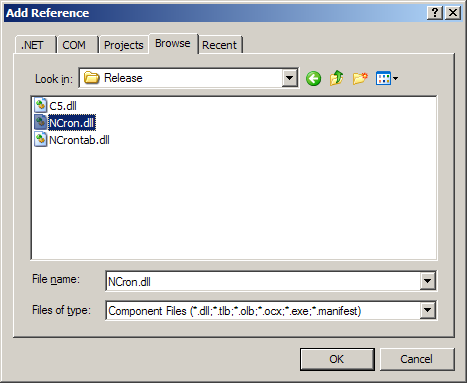 Add Reference
.NET COM Projects Browse Recent
Look in: Release
C5.dll
NCron.dll
NCrontab.dll
File name: NCron.dll
Files of type: Component Files (*.dll;*.tlb;*.olb;*.ocx;*.exe;*.manifest)
OK Cancel